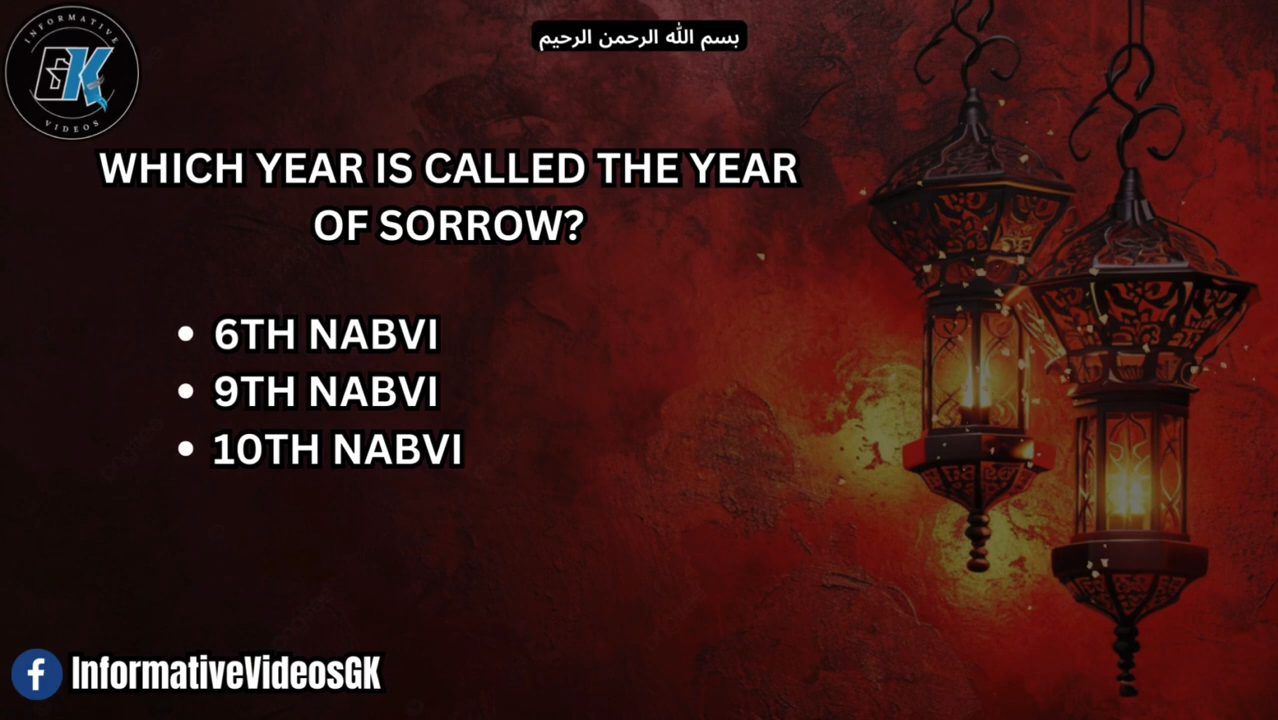 INFORMATIVE
GK
VIDEOS
بسم الله الرحمن الرحيم
WHICH YEAR IS CALLED THE YEAR
OF SORROW?
• 6TH NABVI
• 9TH NABVI
• 10TH NABVI
InformativeVideosGK